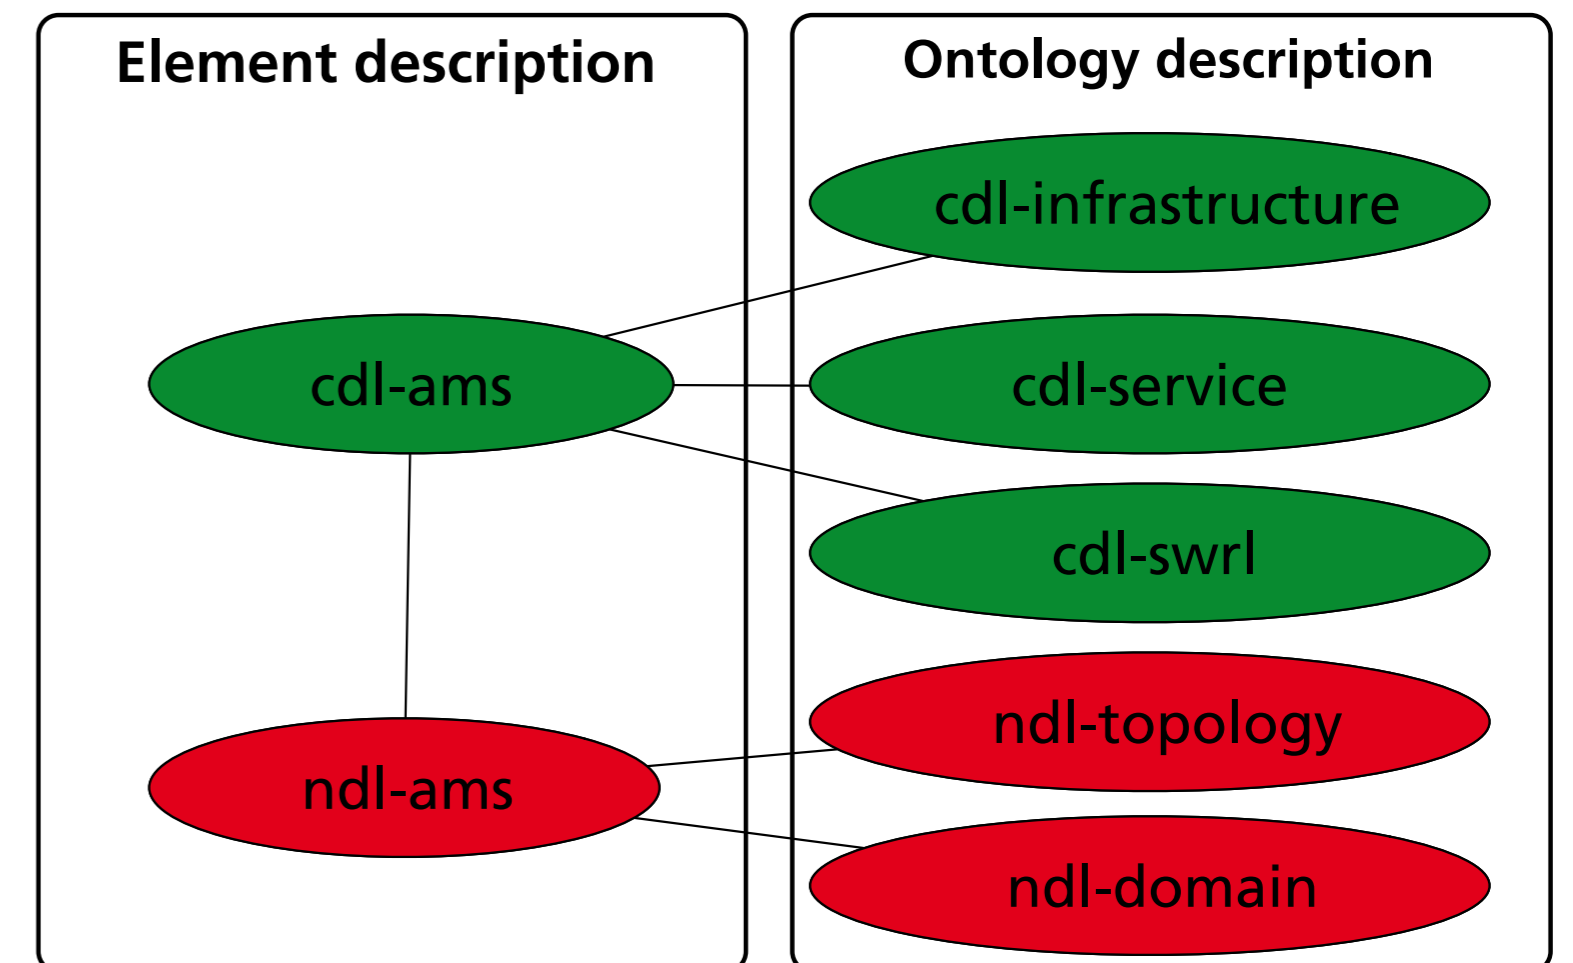 Element description
cdl-ams
ndl-ams
Ontology description
cdl-infrastructure
cdl-service
cdl-swrl
ndl-topology
ndl-domain